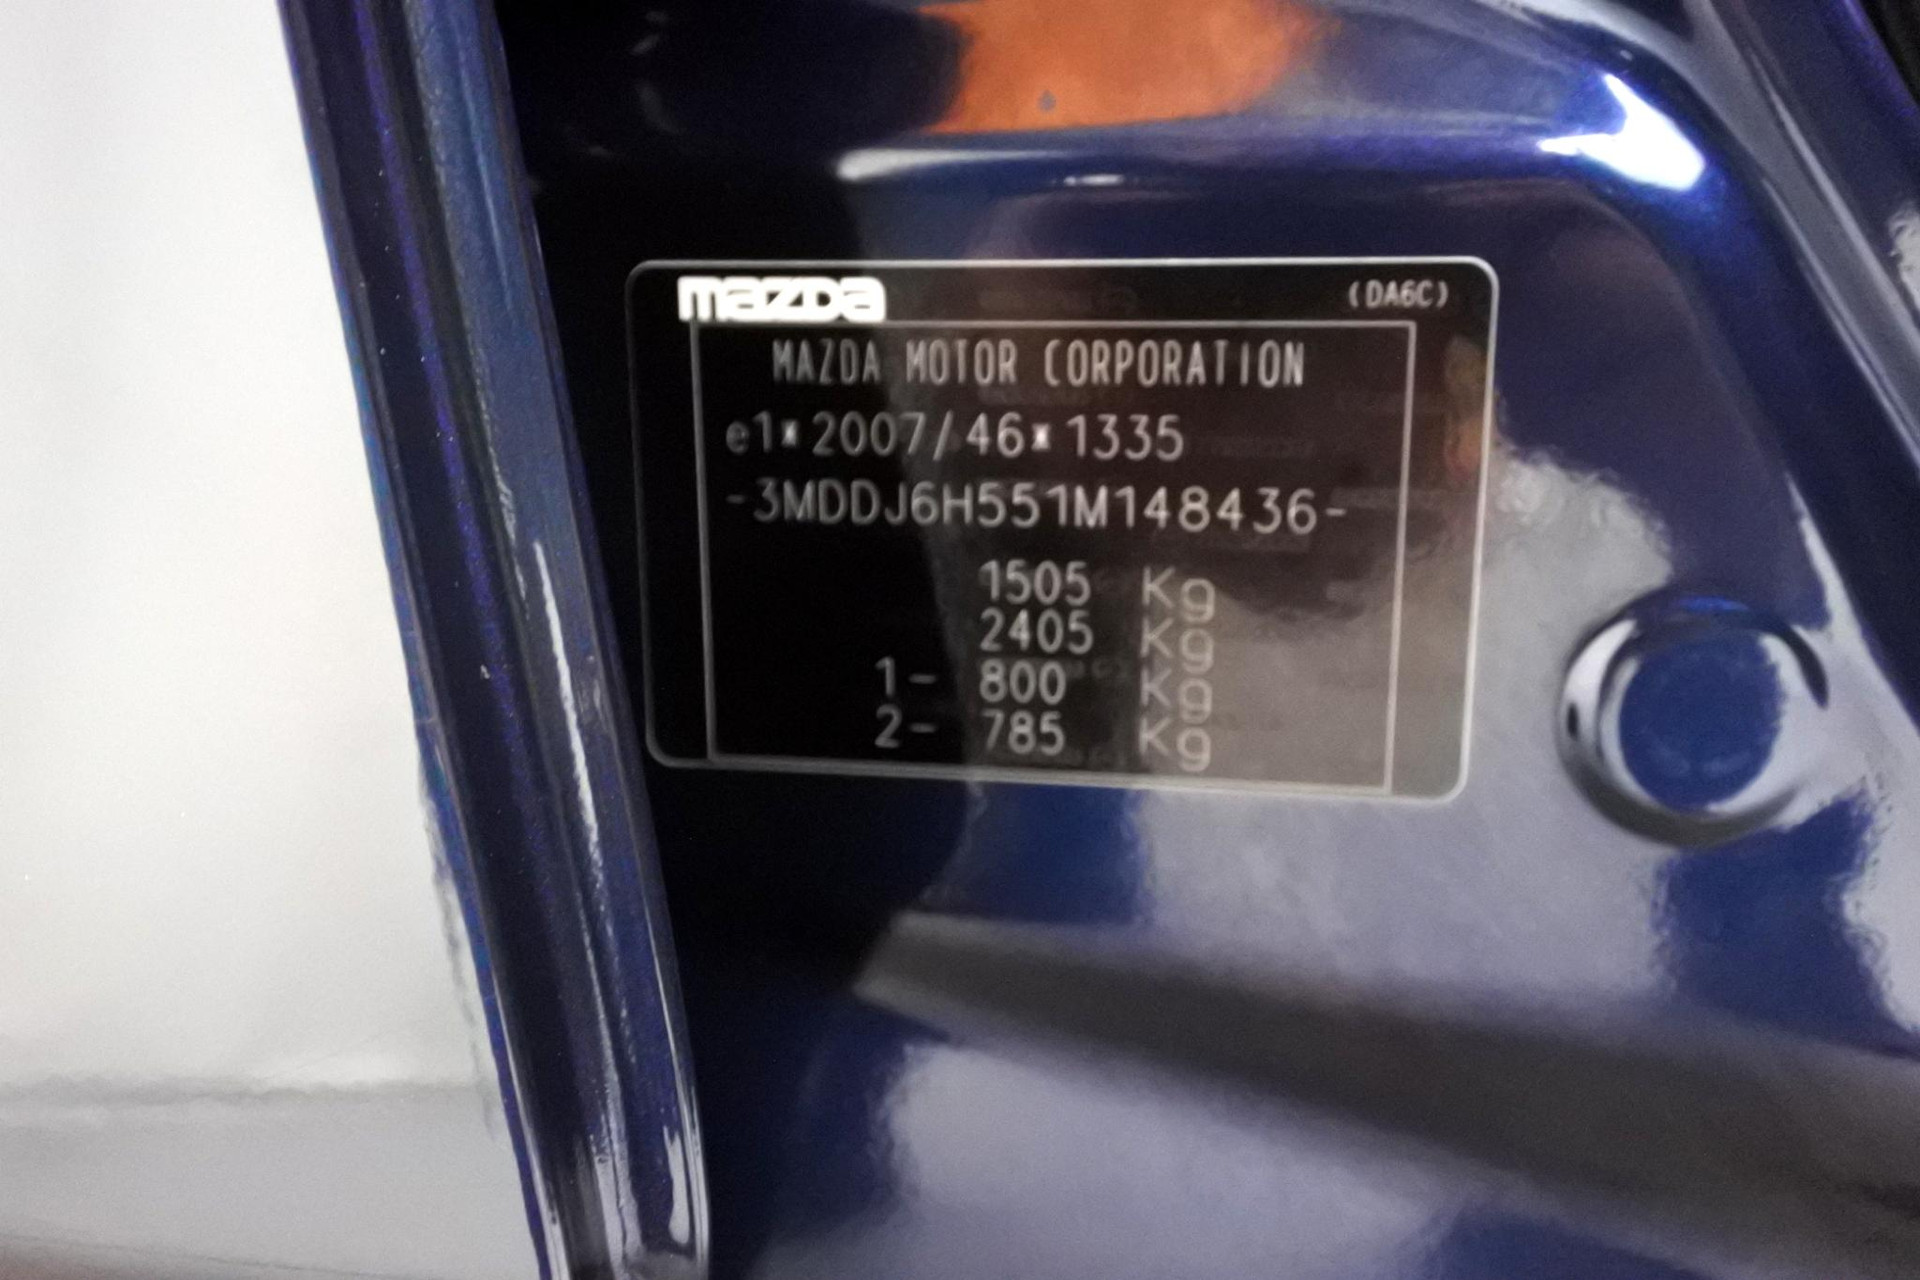 mazda (DA6C)
MAZDA MOTOR CORPORATION
e1*2007/46*1335
-3MDDJ6H551M148436-
1505 Kg
2405 Kg
1- 800 Kg
2- 785 Kg